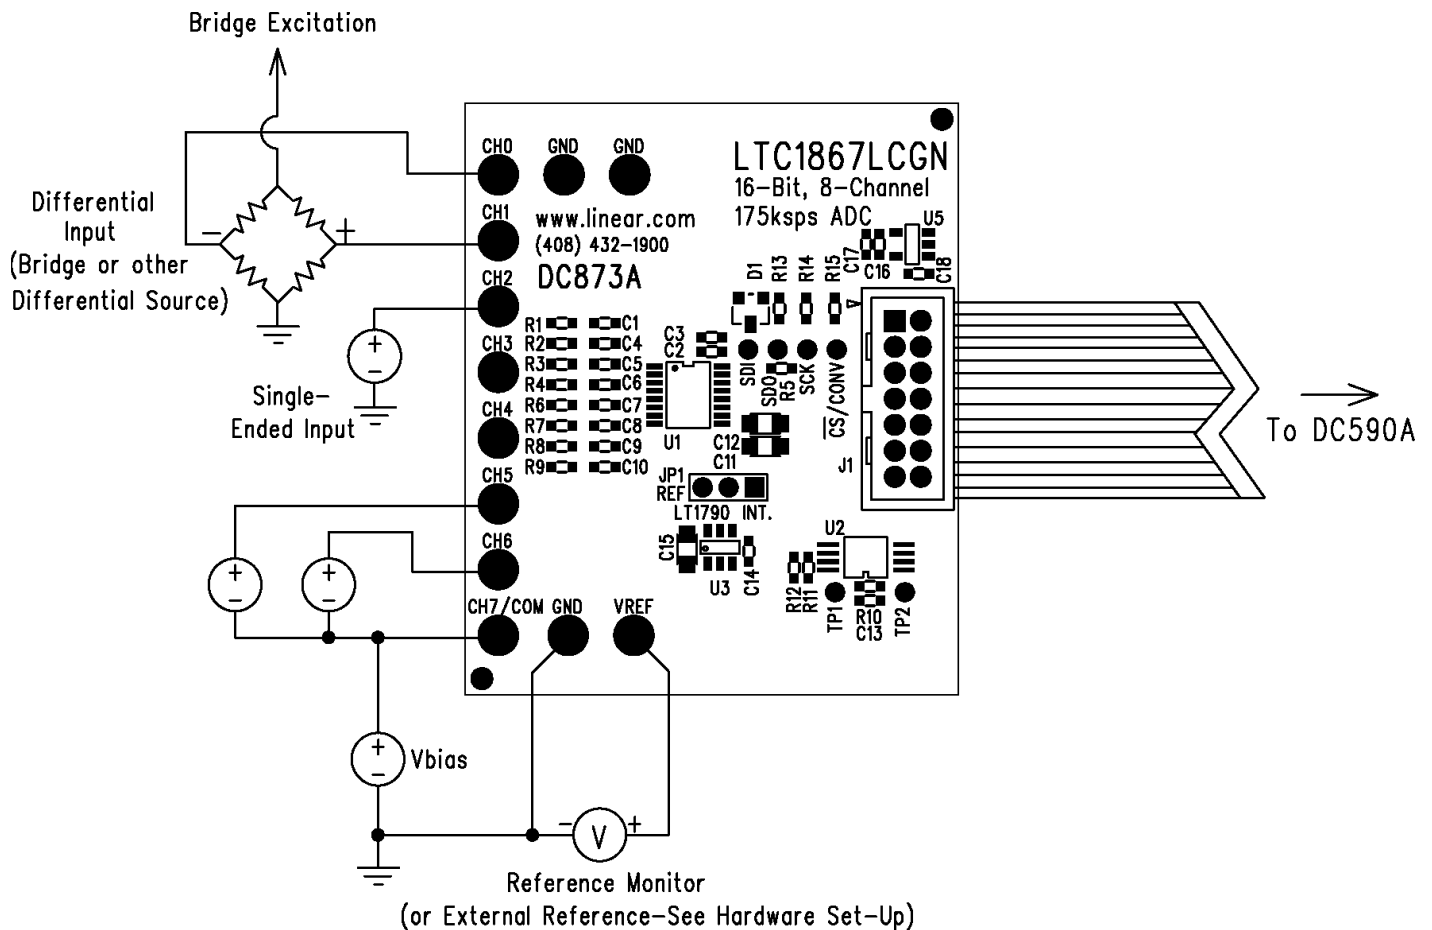 Bridge Excitation
Differential
Input
(Bridge or other
Differential Source)
−
+
+
−
Single−
Ended Input
+
−
+
−
+
−
Vbias
CH0
GND
GND
CH1
CH2
CH3
CH4
CH5
CH6
CH7/COM
GND
VREF
LTC1867LCGN
16−Bit, 8−Channel
175ksps ADC
www.linear.com
(408) 432−1900
DC873A
U5
C17
C16
C18
D1
R13
R14
R15
R1
R2
R3
R4
R6
R7
R8
R9
C1
C4
C5
C6
C7
C8
C9
C10
C3
C2
U1
SDI
SDO
R5
SCK
CS/CONV
C12
C11
J1
JP1
REF
LT1790
INT.
C15
U3
C14
U2
R12
R11
TP1
R10
C13
TP2
To DC590A
−
V
+
Reference Monitor
(or External Reference−See Hardware Set−Up)